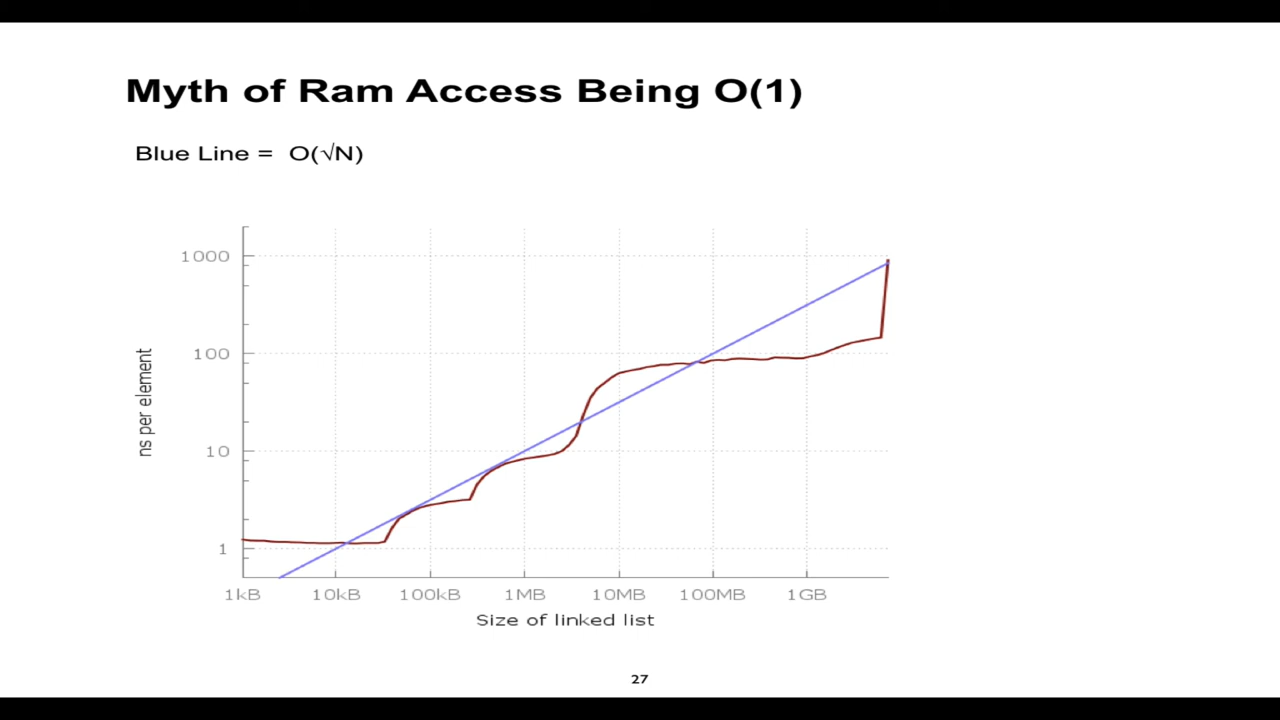 Myth of Ram Access Being O(1)
Blue Line = O(√N)
1000
100
10
1
ns per element
1kB 10kB 100kB 1MB 10MB 100MB 1GB
Size of linked list
27